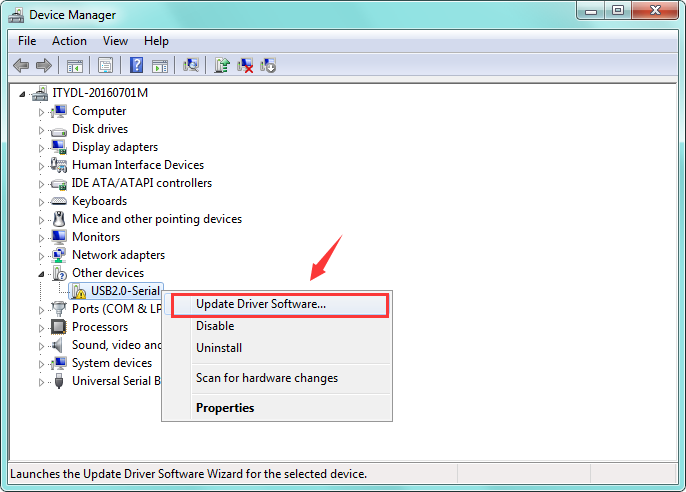 Device Manager
File Action View Help
ITYDL-20160701M
Computer
Disk drives
Display adapters
Human Interface Devices
IDE ATA/ATAPI controllers
Keyboards
Mice and other pointing devices
Monitors
Network adapters
Other devices
USB2.0-Serial
Update Driver Software...
Ports (COM & LP
Disable
Processors
Uninstall
Sound, video and
System devices
Scan for hardware changes
Universal Serial B
Properties
Launches the Update Driver Software Wizard for the selected device.